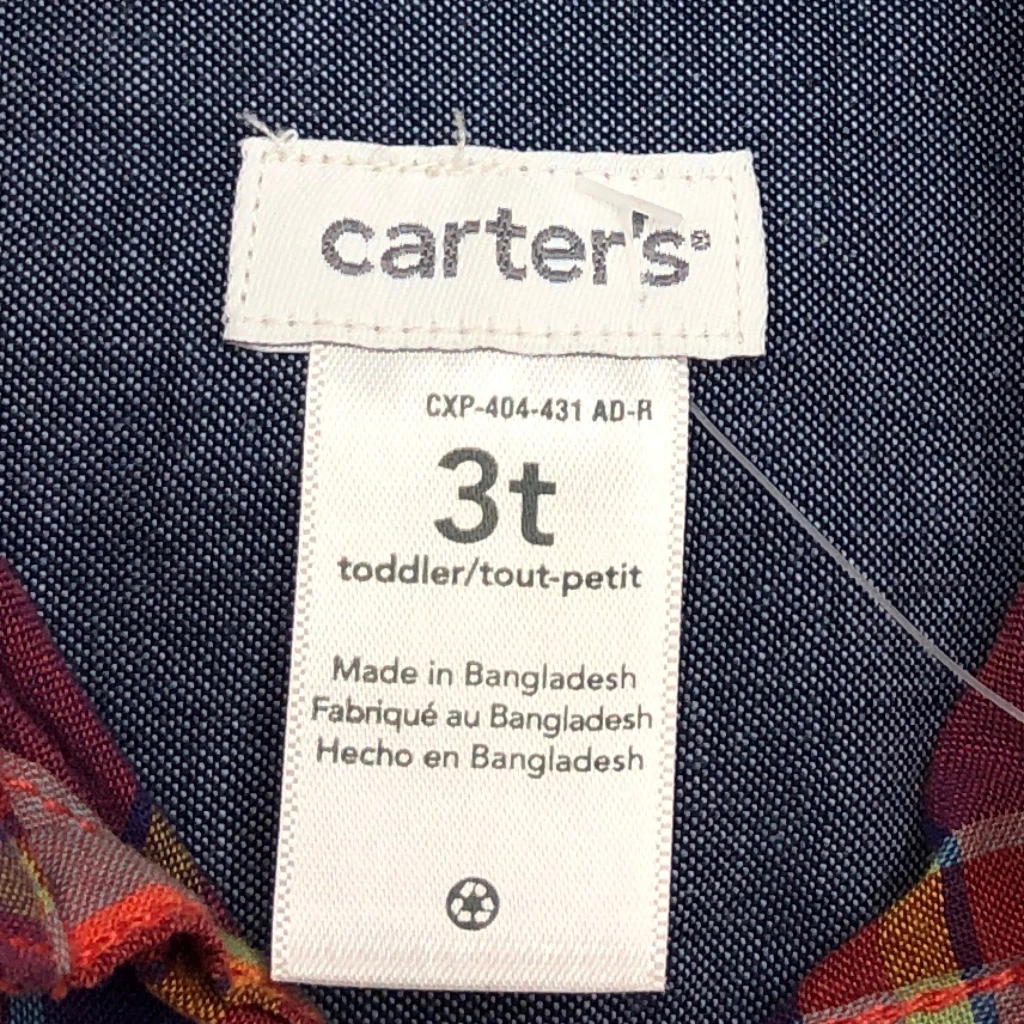 carter's®
CXP-404-431 AD-R
3t
toddler/tout-petit
Made in Bangladesh
Fabriqué au Bangladesh
Hecho en Bangladesh